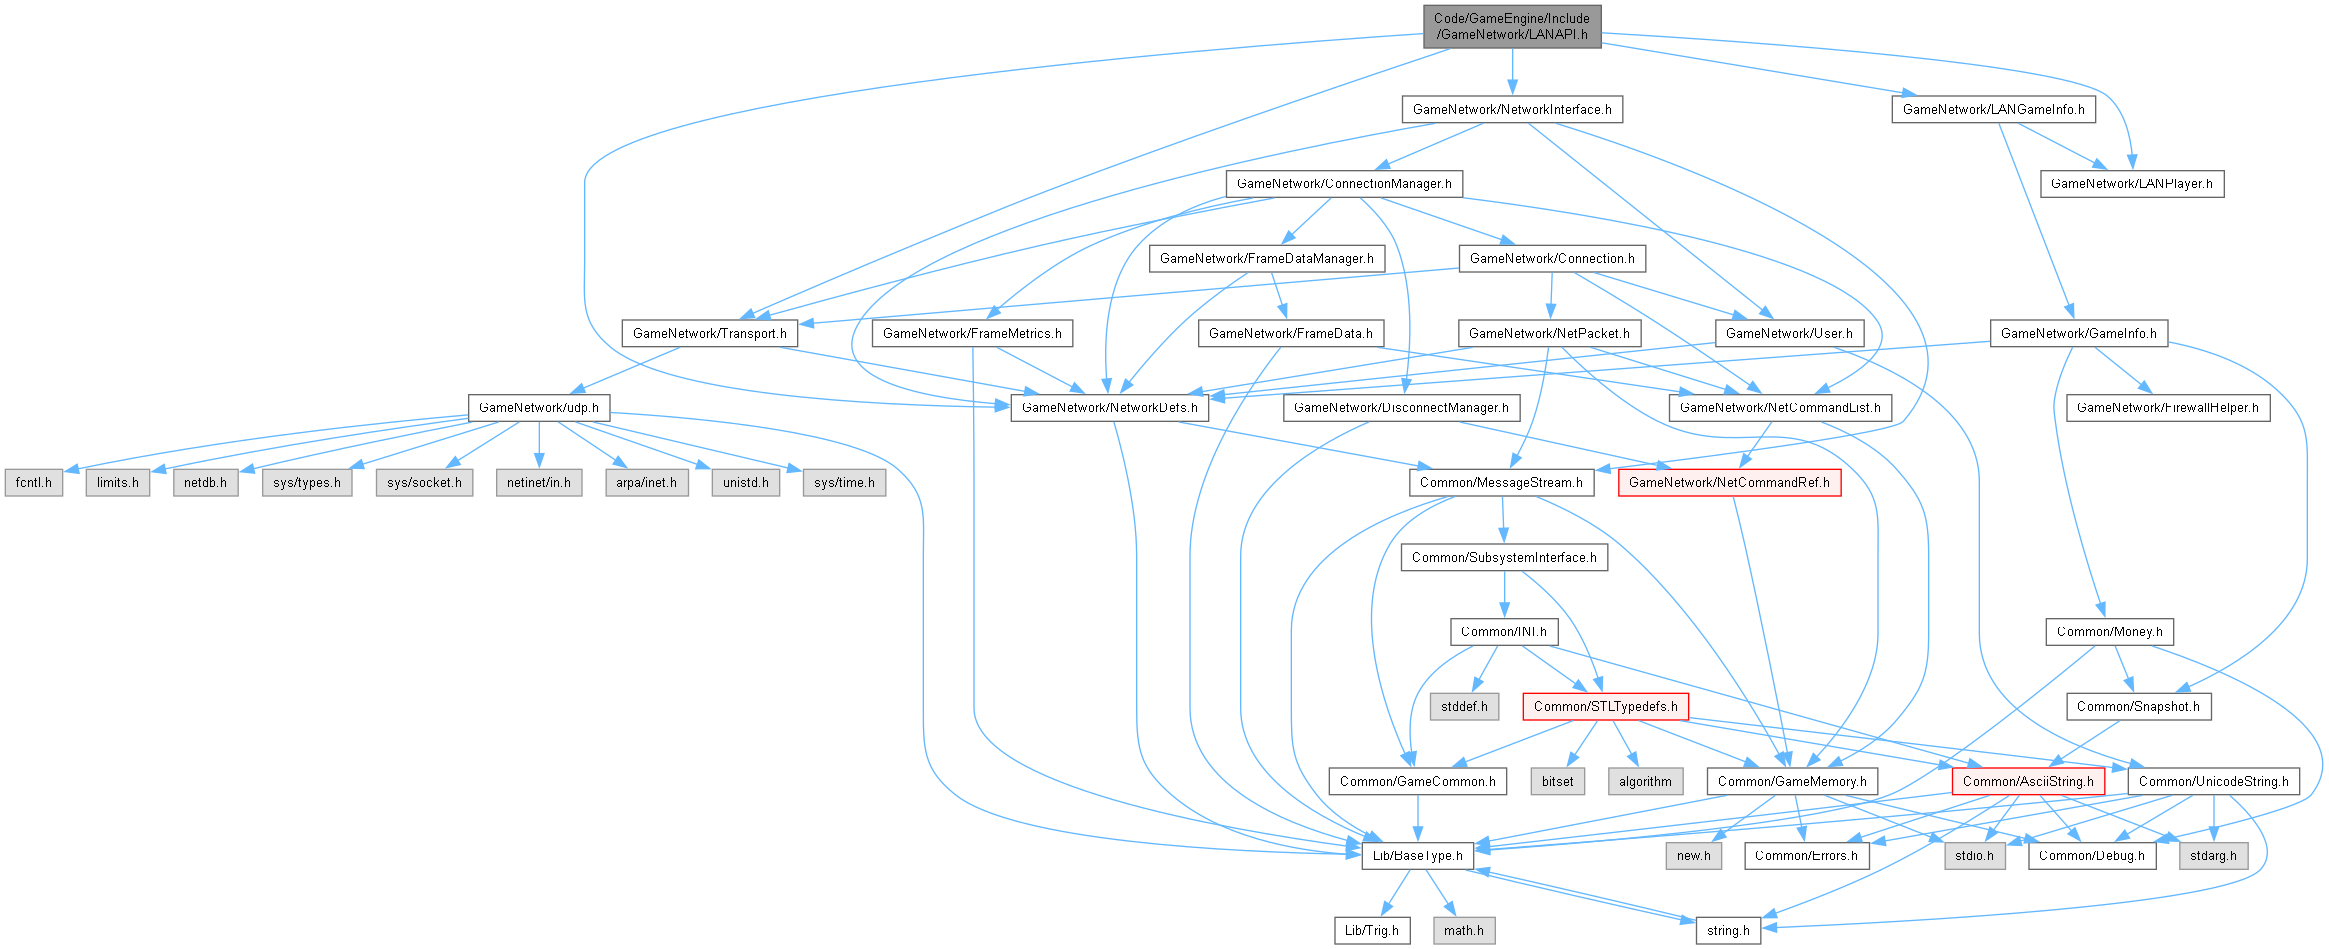 Code/GameEngine/Include
/GameNetwork/LANAPI.h
GameNetwork/NetworkInterface.h
GameNetwork/LANGameInfo.h
GameNetwork/ConnectionManager.h
GameNetwork/LANPlayer.h
GameNetwork/FrameDataManager.h
GameNetwork/Connection.h
GameNetwork/Transport.h
GameNetwork/FrameMetrics.h
GameNetwork/FrameData.h
GameNetwork/NetPacket.h
GameNetwork/User.h
GameNetwork/GameInfo.h
GameNetwork/udp.h
GameNetwork/NetworkDefs.h
GameNetwork/DisconnectManager.h
GameNetwork/NetCommandList.h
GameNetwork/FirewallHelper.h
fcntl.h
limits.h
netdb.h
sys/types.h
sys/socket.h
netinet/in.h
arpa/inet.h
unistd.h
sys/time.h
Common/MessageStream.h
GameNetwork/NetCommandRef.h
Common/SubsystemInterface.h
Common/INI.h
Common/Money.h
stddef.h
Common/STLTypedefs.h
Common/Snapshot.h
Common/GameCommon.h
bitset
algorithm
Common/GameMemory.h
Common/AsciiString.h
Common/UnicodeString.h
Lib/BaseType.h
new.h
Common/Errors.h
stdio.h
Common/Debug.h
stdarg.h
Lib/Trig.h
math.h
string.h